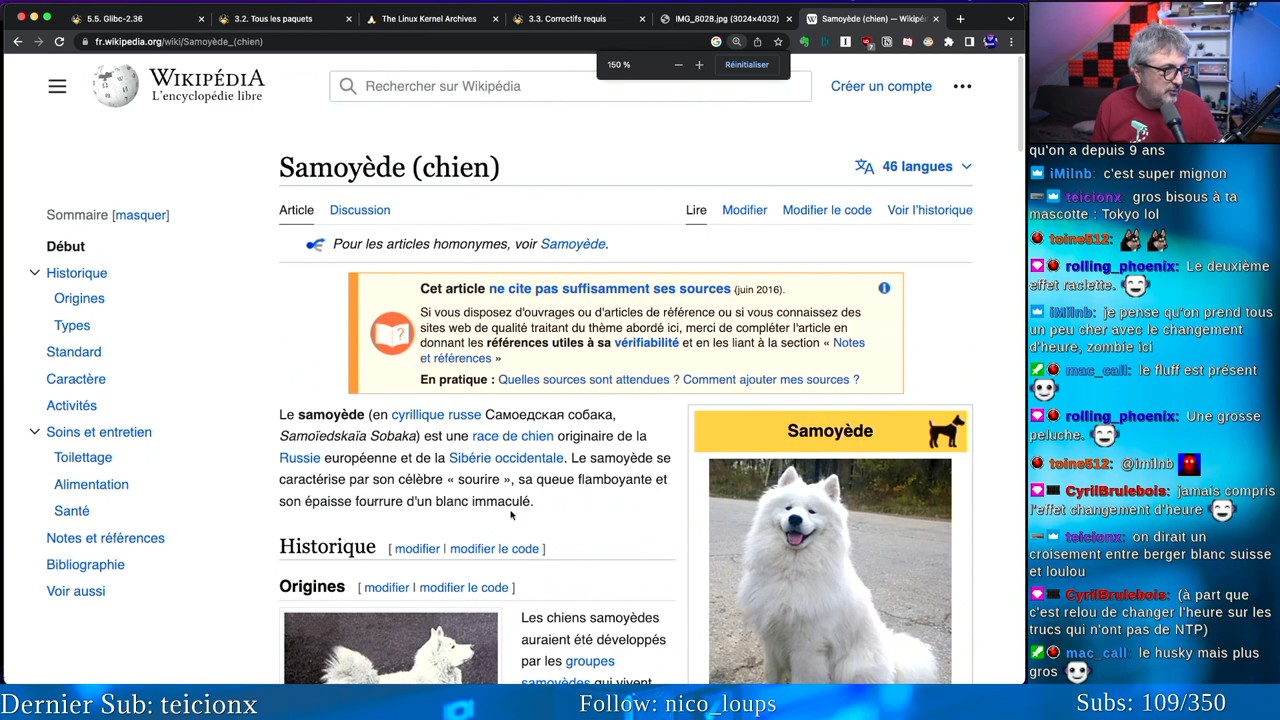 5.5. Glibc-2.36
3.2. Tous les paquets
The Linux Kernel Archives
3.3. Correctifs requis
IMG_8028.jpg (3024×4032)
Samoyède (chien) — Wikipé
fr.wikipedia.org/wiki/Samoyède_(chien)
150 %
Réinitialiser
WIKIPÉDIA
L'encyclopédie libre
Rechercher sur Wikipédia
Créer un compte
Samoyède (chien)
46 langues
Article
Discussion
Lire
Modifier
Modifier le code
Voir l'historique
Pour les articles homonymes, voir Samoyède.
Sommaire [masquer]
Début
Historique
Origines
Types
Standard
Caractère
Activités
Soins et entretien
Toilettage
Alimentation
Santé
Notes et références
Bibliographie
Voir aussi
Cet article ne cite pas suffisamment ses sources (juin 2016).
Si vous disposez d'ouvrages ou d'articles de référence ou si vous connaissez des
sites web de qualité traitant du thème abordé ici, merci de compléter l'article en
donnant les références utiles à sa vérifiabilité et en les liant à la section « Notes
et références »
En pratique : Quelles sources sont attendues ? Comment ajouter mes sources ?
Le samoyède (en cyrillique russe Самоедская собака,
Samoïedskaïa Sobaka) est une race de chien originaire de la
Russie européenne et de la Sibérie occidentale. Le samoyède se
caractérise par son célèbre « sourire », sa queue flamboyante et
son épaisse fourrure d'un blanc immaculé.
Samoyède
Historique [ modifier | modifier le code ]
Origines [ modifier | modifier le code ]
Les chiens samoyèdes
auraient été développés
par les groupes
samoyèdes qui vivent
qu'on a depuis 9 ans
iMilnb: c'est super mignon
teicionx: gros bisous à ta
mascotte : Tokyo lol
toine512:
rolling_phoenix: Le deuxième
effet raclette.
iMilnb: je pense qu'on prend tous
un peu cher avec le changement
d'heure, zombie ici
mac_call: le fluff est présent
rolling_phoenix: Une grosse
peluche.
toine512: @imilnb
CyrilBrulebois: jamais compris
l'effet changement d'heure
teicionx: on dirait un
croisement entre berger blanc suisse
et loulou
CyrilBrulebois: (à part que
c'est relou de changer l'heure sur les
trucs qui n'ont pas de NTP)
mac_call: le husky mais plus
gros
Dernier Sub: teicionx
Follow: nico_loups
Subs: 109/350